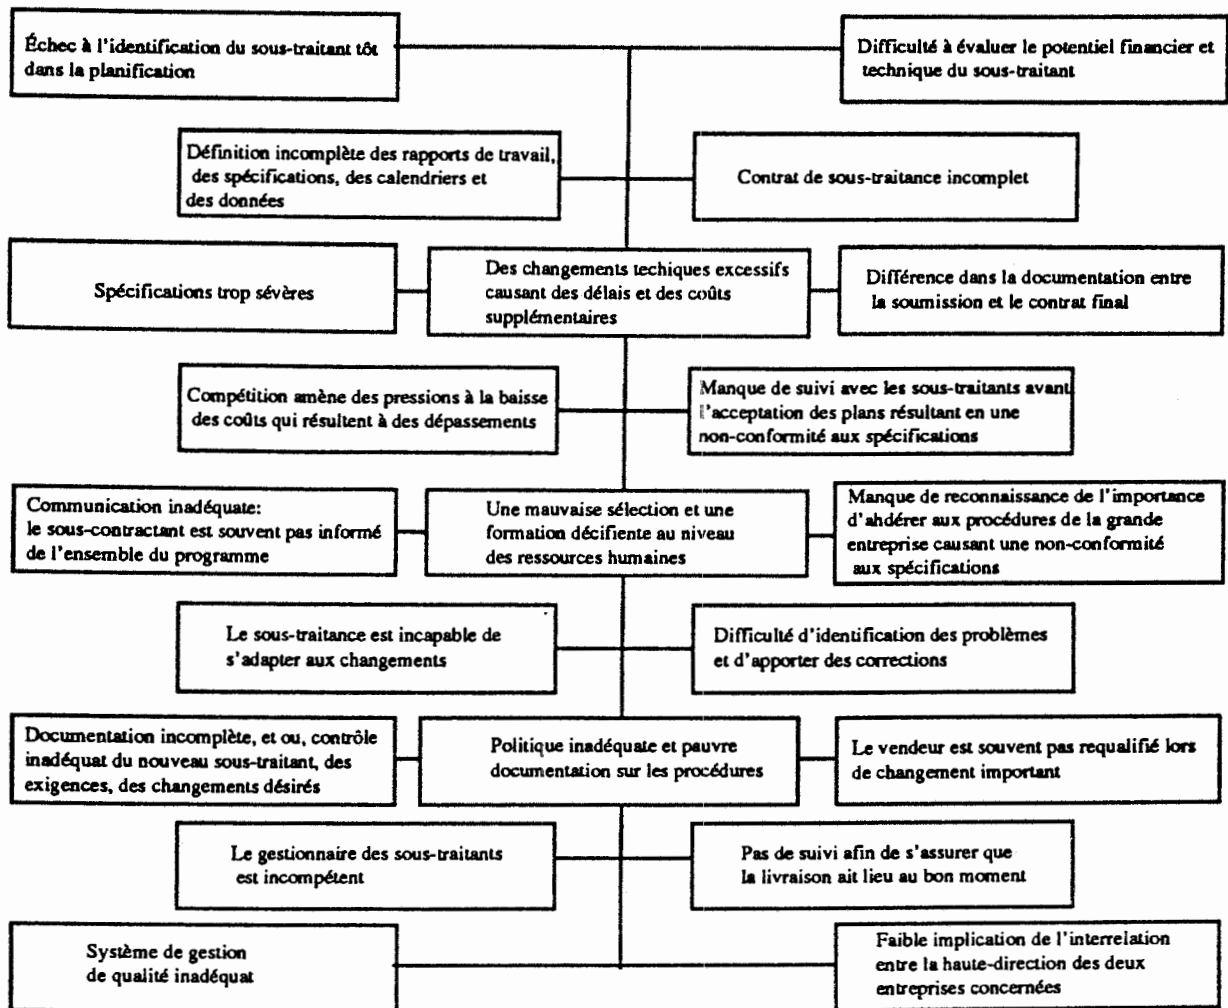 Échec à l'identification du sous-traitant tôt
dans la planification
Difficulté à évaluer le potentiel financier et
technique du sous-traitant
Définition incomplète des rapports de travail,
des spécifications, des calendriers et
des données
Contrat de sous-traitance incomplet
Spécifications trop sévères
Des changements techiques excessifs
causant des délais et des coûts
supplémentaires
Différence dans la documentation entre
la soumission et le contrat final
Compétition amène des pressions à la baisse
des coûts qui résultent à des dépassements
Manque de suivi avec les sous-traitants avant
l'acceptation des plans résultant en une
non-conformité aux spécifications
Communication inadéquate:
le sous-contractant est souvent pas informé
de l'ensemble du programme
Une mauvaise sélection et une
formation décifiente au niveau
des ressources humaines
Manque de reconnaissance de l'importance
d'ahdérer aux procédures de la grande
entreprise causant une non-conformité
aux spécifications
Le sous-traitance est incapable de
s'adapter aux changements
Difficulté d'identification des problèmes
et d'apporter des corrections
Documentation incomplète, et ou, contrôle
inadéquat du nouveau sous-traitant, des
exigences, des changements désirés
Politique inadéquate et pauvre
documentation sur les procédures
Le vendeur est souvent pas requalifié lors
de changement important
Le gestionnaire des sous-traitants
est incompétent
Pas de suivi afin de s'assurer que
la livraison ait lieu au bon moment
Système de gestion
de qualité inadéquat
Faible implication de l'interrelation
entre la haute-direction des deux
entreprises concernées